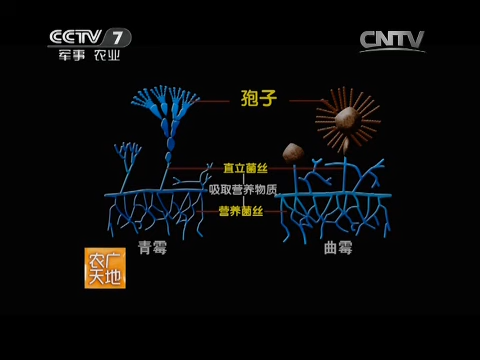 CCTV 7
军事 农业
CNTV
孢子
直立菌丝
吸取营养物质
营养菌丝
青霉
曲霉
农广
天地